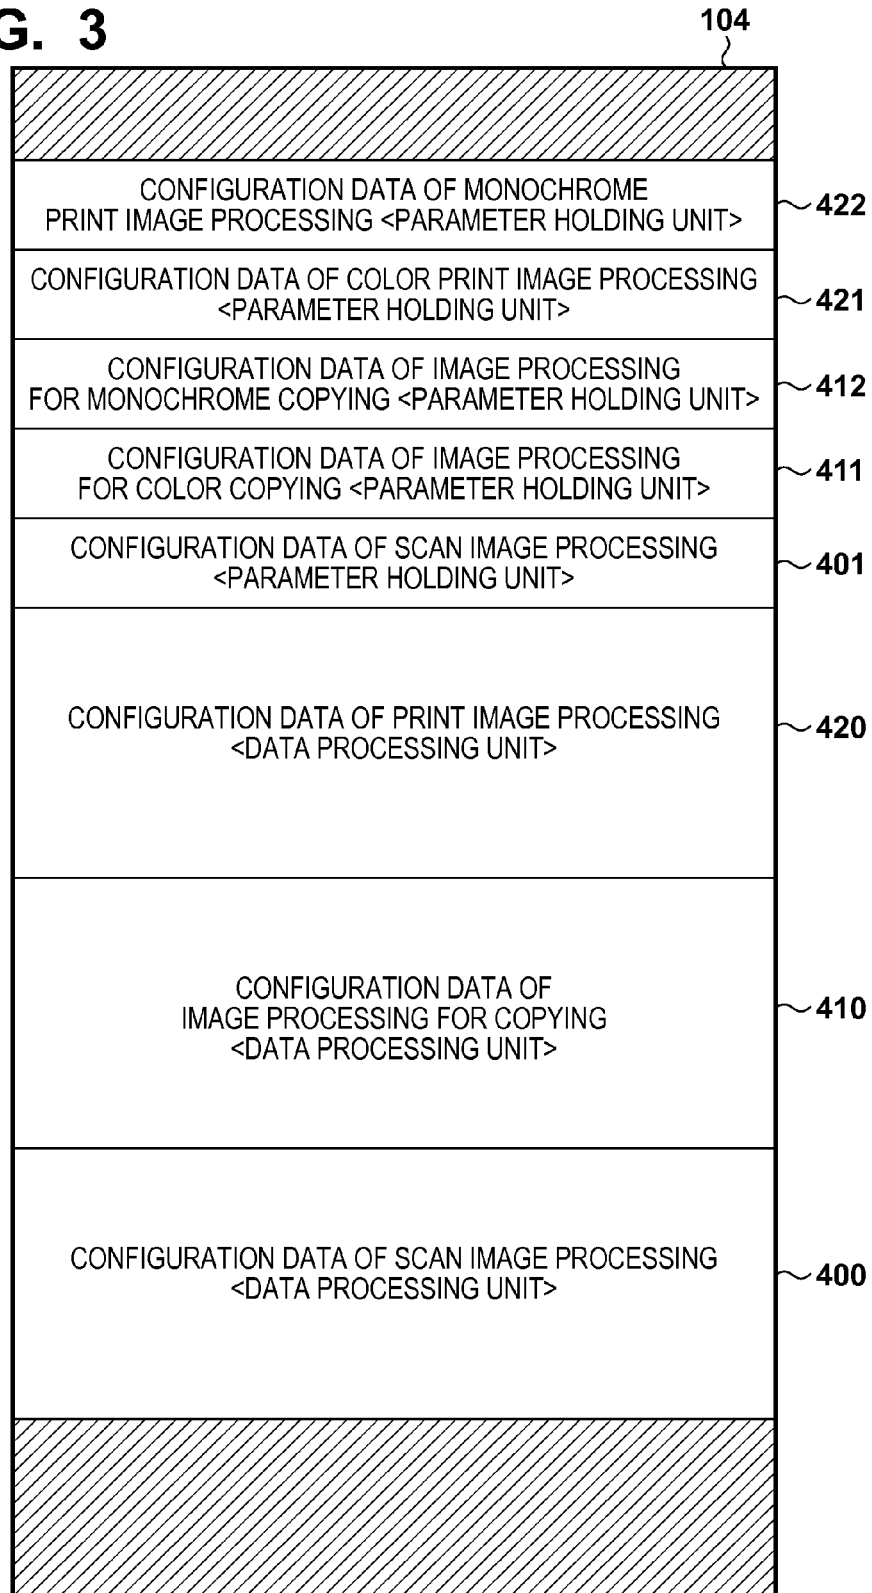 G. 3
104
CONFIGURATION DATA OF MONOCHROME
PRINT IMAGE PROCESSING <PARAMETER HOLDING UNIT>
422
CONFIGURATION DATA OF COLOR PRINT IMAGE PROCESSING
<PARAMETER HOLDING UNIT>
421
CONFIGURATION DATA OF IMAGE PROCESSING
FOR MONOCHROME COPYING <PARAMETER HOLDING UNIT>
412
CONFIGURATION DATA OF IMAGE PROCESSING
FOR COLOR COPYING <PARAMETER HOLDING UNIT>
411
CONFIGURATION DATA OF SCAN IMAGE PROCESSING
<PARAMETER HOLDING UNIT>
401
CONFIGURATION DATA OF PRINT IMAGE PROCESSING
<DATA PROCESSING UNIT>
420
CONFIGURATION DATA OF
IMAGE PROCESSING FOR COPYING
<DATA PROCESSING UNIT>
410
CONFIGURATION DATA OF SCAN IMAGE PROCESSING
<DATA PROCESSING UNIT>
400